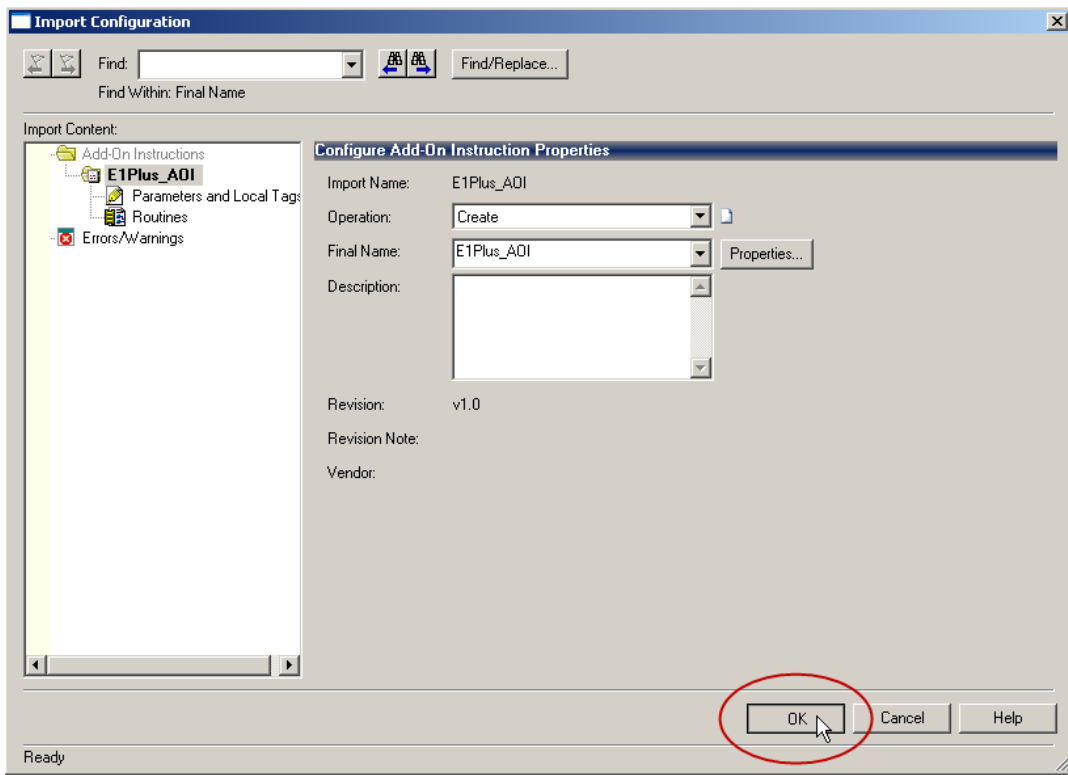 Import Configuration
Find:
Find/Replace...
Find Within: Final Name
Import Content:
Add-On Instructions
E1Plus_AOI
Parameters and Local Tags
Routines
Errors/Warnings
Configure Add-On Instruction Properties
Import Name: E1Plus_AOI
Operation: Create
Final Name: E1Plus_AOI Properties...
Description:
Revision: v1.0
Revision Note:
Vendor:
OK Cancel Help
Ready